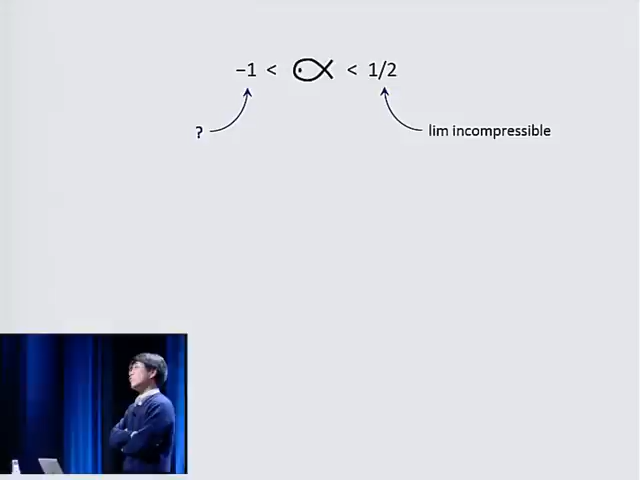 −1 < < 1/2
? lim incompressible